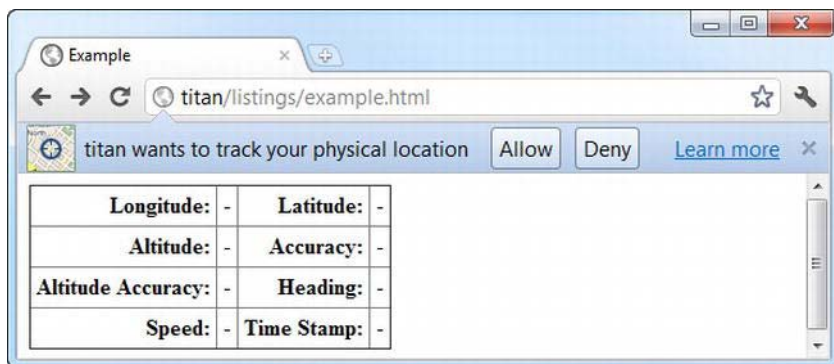 Example
titan/listings/example.html
titan wants to track your physical location Allow Deny Learn more
Longitude: - Latitude: -
Altitude: - Accuracy: -
Altitude Accuracy: - Heading: -
Speed: - Time Stamp: -